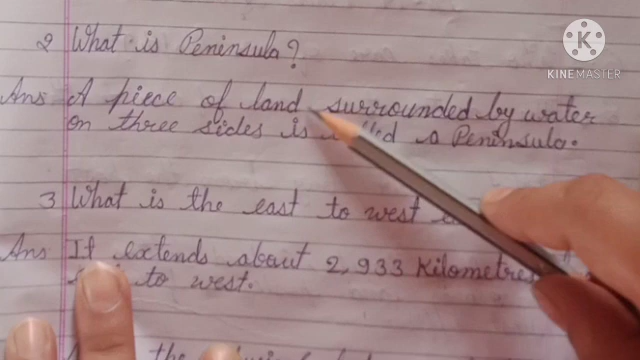 KINEMASTER
2 What is Peninsula?
Ans A piece of land surrounded by water
on three sides is a Peninsula.
3 What is the east to west
Ans It extends about 2,933 Kilometres
to west.
the